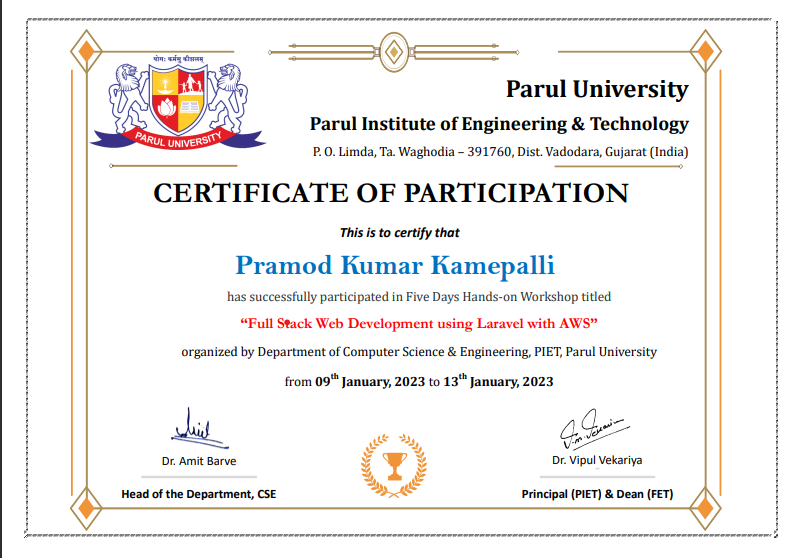 योगः कर्मसु कौशलम्
PARUL UNIVERSITY
Parul University
Parul Institute of Engineering & Technology
P. O. Limda, Ta. Waghodia – 391760, Dist. Vadodara, Gujarat (India)
CERTIFICATE OF PARTICIPATION
This is to certify that
Pramod Kumar Kamepalli
has successfully participated in Five Days Hands-on Workshop titled
“Full Stack Web Development using Laravel with AWS”
organized by Department of Computer Science & Engineering, PIET, Parul University
from 09th January, 2023 to 13th January, 2023
Dr. Amit Barve
Head of the Department, CSE
Dr. Vipul Vekariya
Principal (PIET) & Dean (FET)